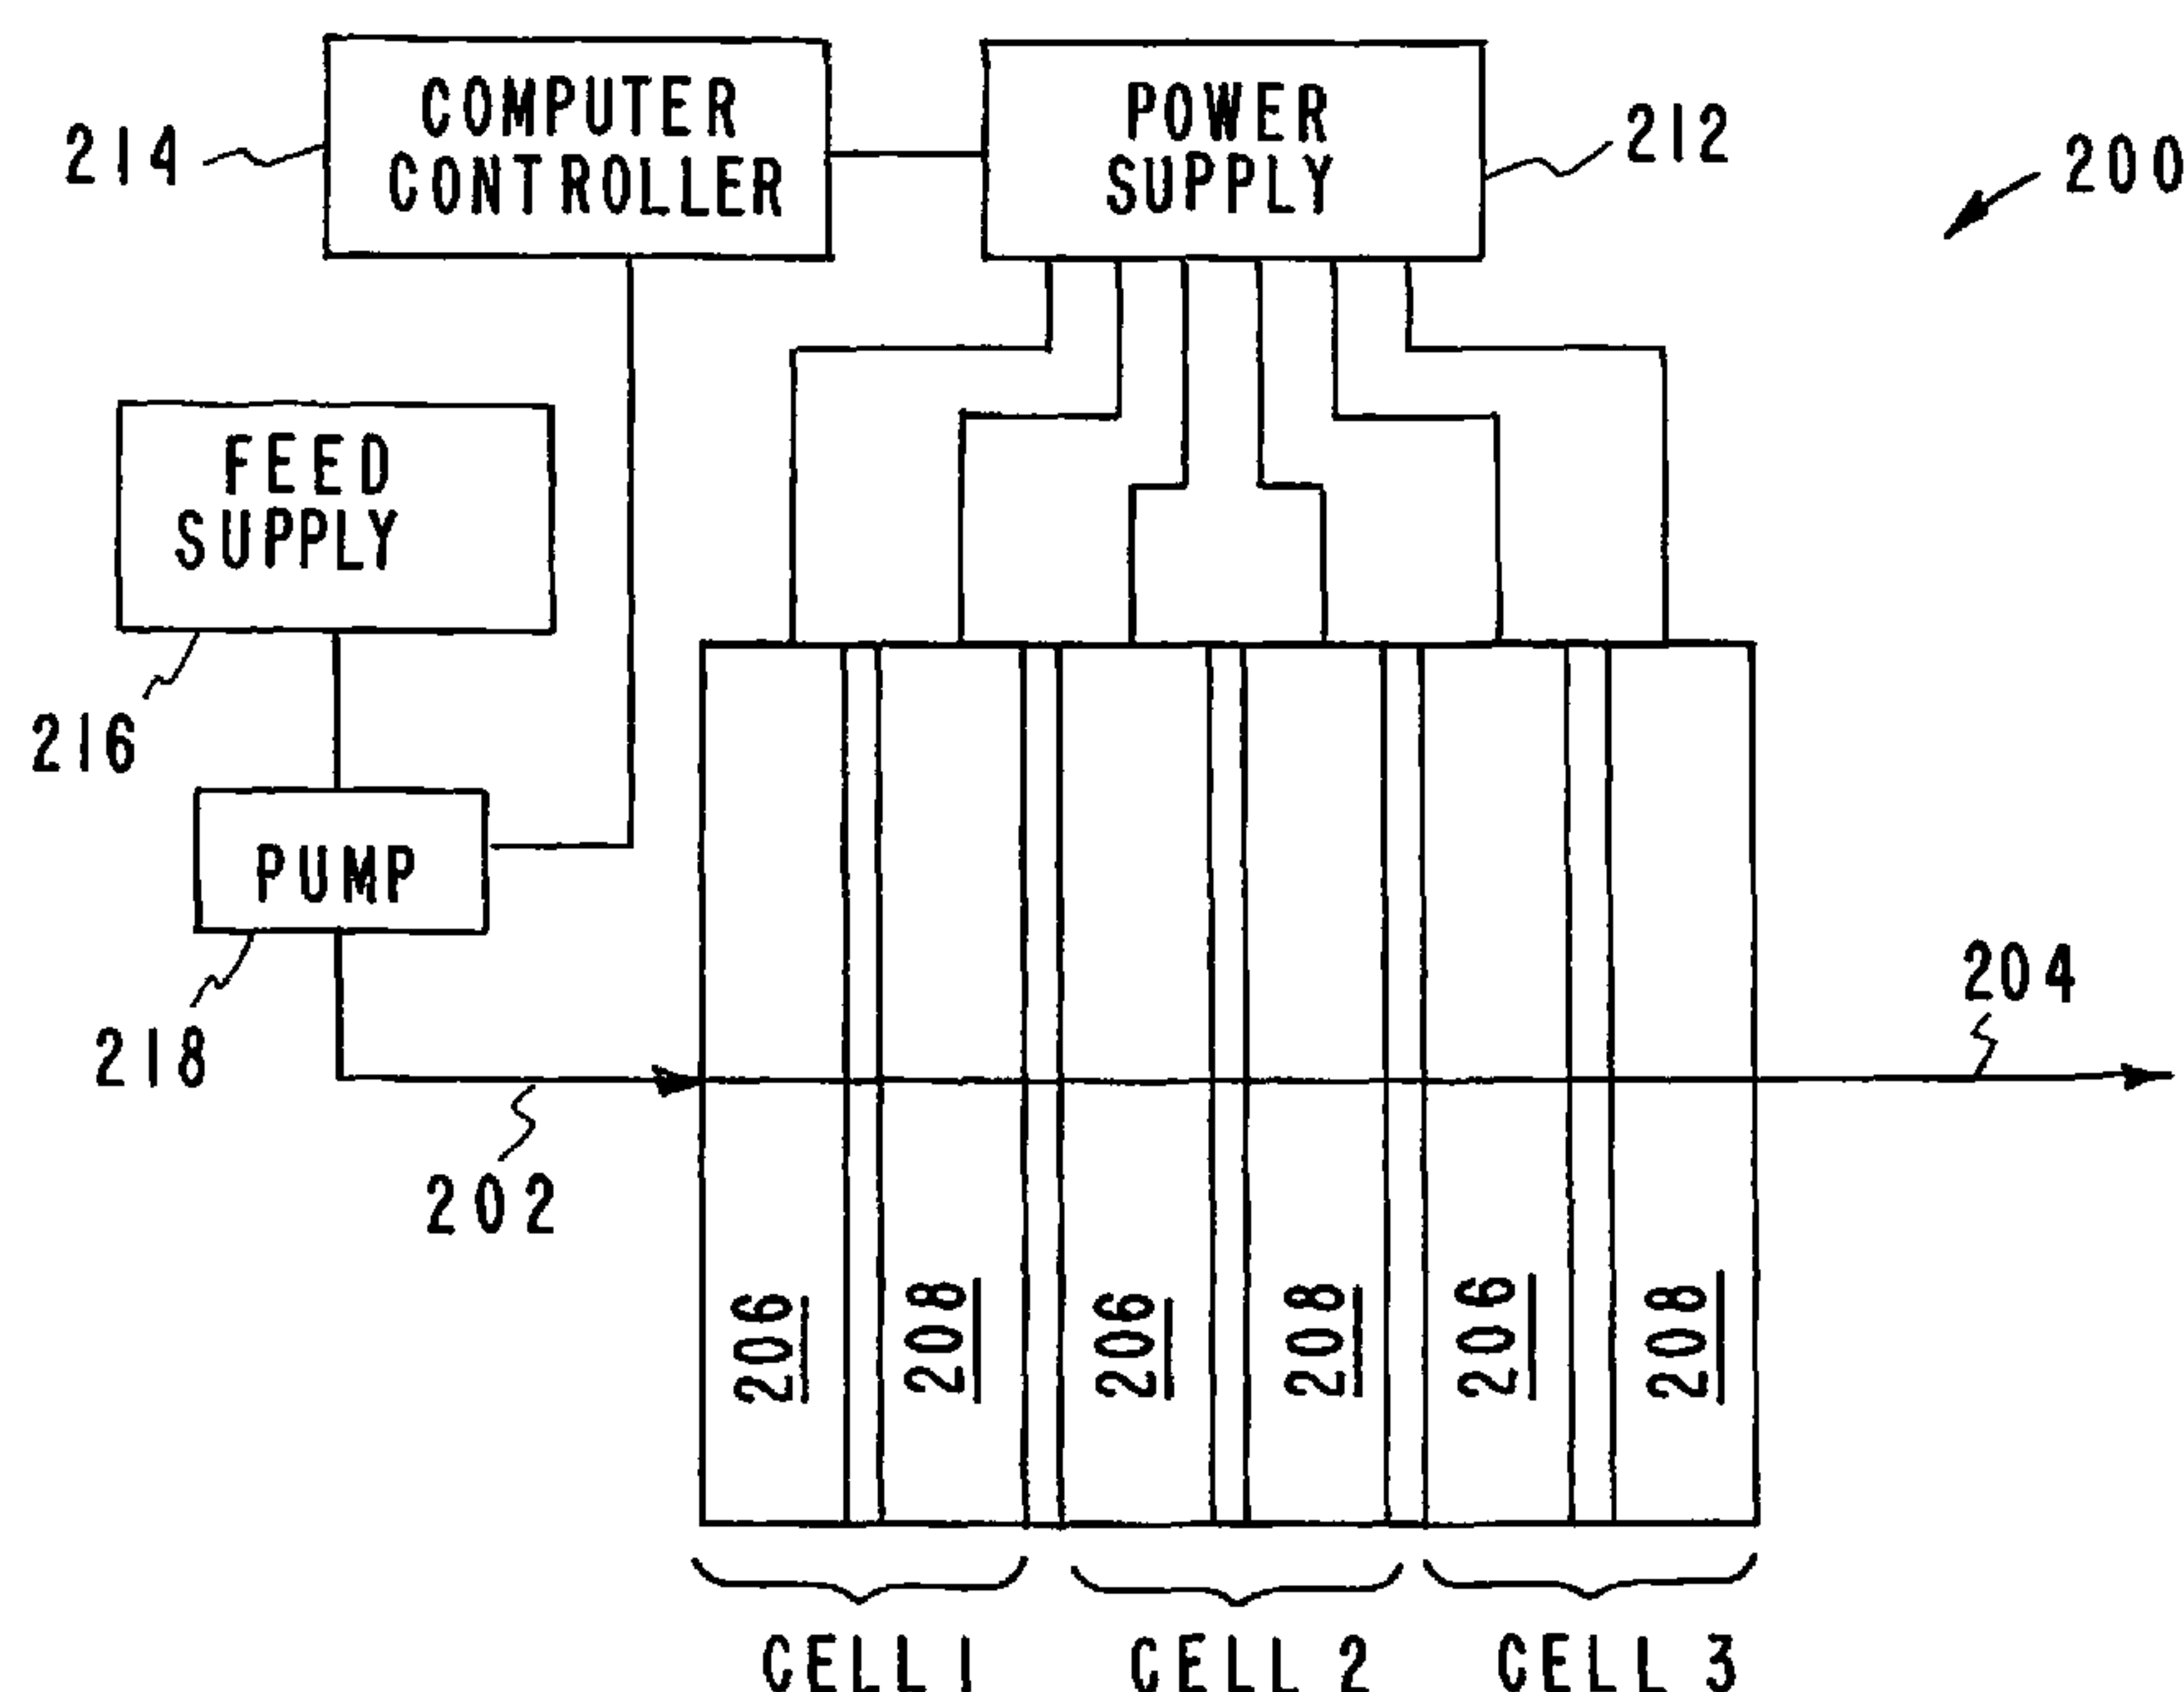 COMPUTER
CONTROLLER
214
POWER
SUPPLY
212
200
FEED
SUPPLY
216
PUMP
218
202
204
206
208
206
208
206
208
CELL 1
CELL 2
CELL 3